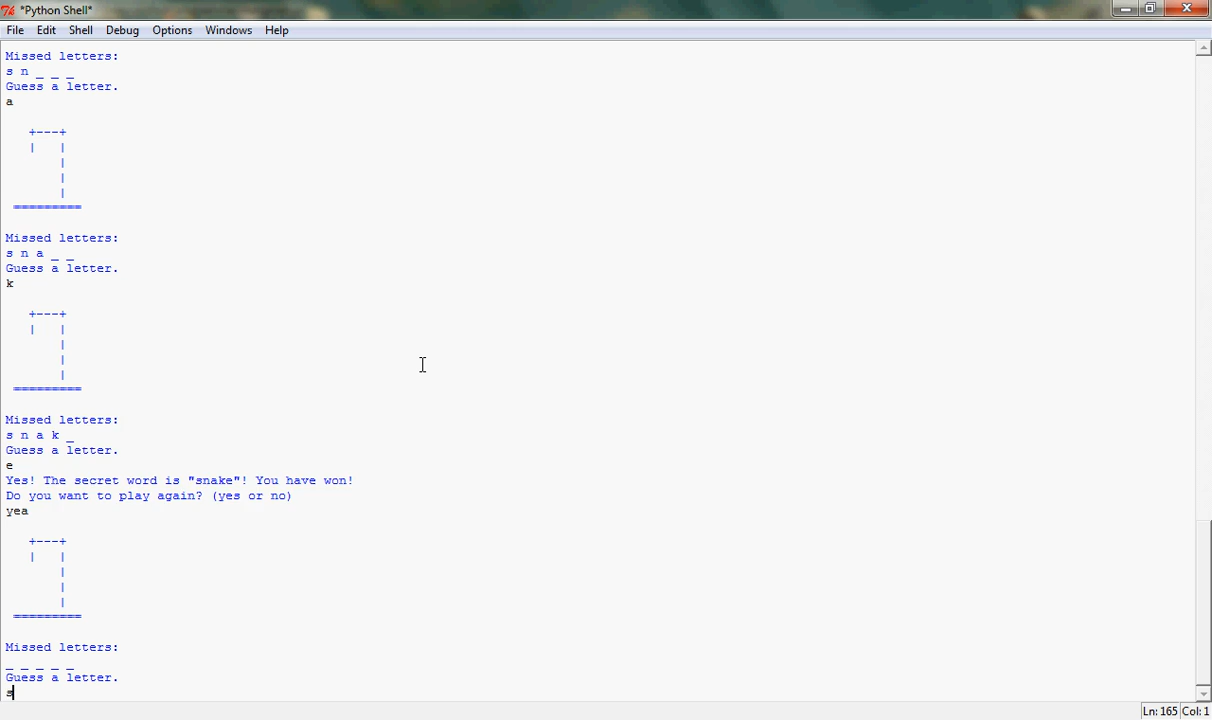 *Python Shell*
File Edit Shell Debug Options Windows Help
Missed letters:
s n _ _ _
Guess a letter.
a
+---+
|   |
|
|
|
=========
Missed letters:
s n a _ _
Guess a letter.
k
+---+
|   |
|
|
|
=========
Missed letters:
s n a k _
Guess a letter.
e
Yes! The secret word is "snake"! You have won!
Do you want to play again? (yes or no)
yea
+---+
|   |
|
|
|
=========
Missed letters:
_ _ _ _ _
Guess a letter.
s
Ln: 165 Col: 1